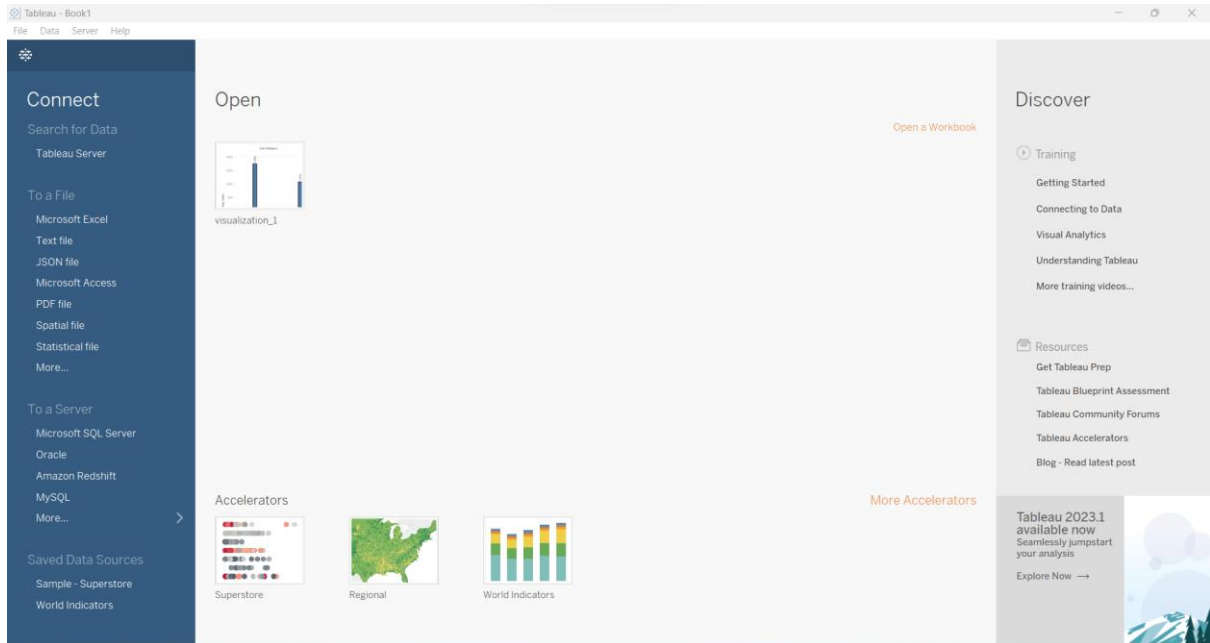 Tableau - Book1
File Data Server Help
Connect
Search for Data
Tableau Server
To a File
Microsoft Excel
Text file
JSON file
Microsoft Access
PDF file
Spatial file
Statistical file
More...
To a Server
Microsoft SQL Server
Oracle
Amazon Redshift
MySQL
More...
Saved Data Sources
Sample - Superstore
World Indicators
Open
Open a Workbook
visualization_1
Accelerators
More Accelerators
Superstore
Regional
World Indicators
Discover
Training
Getting Started
Connecting to Data
Visual Analytics
Understanding Tableau
More training videos...
Resources
Get Tableau Prep
Tableau Blueprint Assessment
Tableau Community Forums
Tableau Accelerators
Blog - Read latest post
Tableau 2023.1
available now
Seamlessly jumpstart
your analysis
Explore Now →